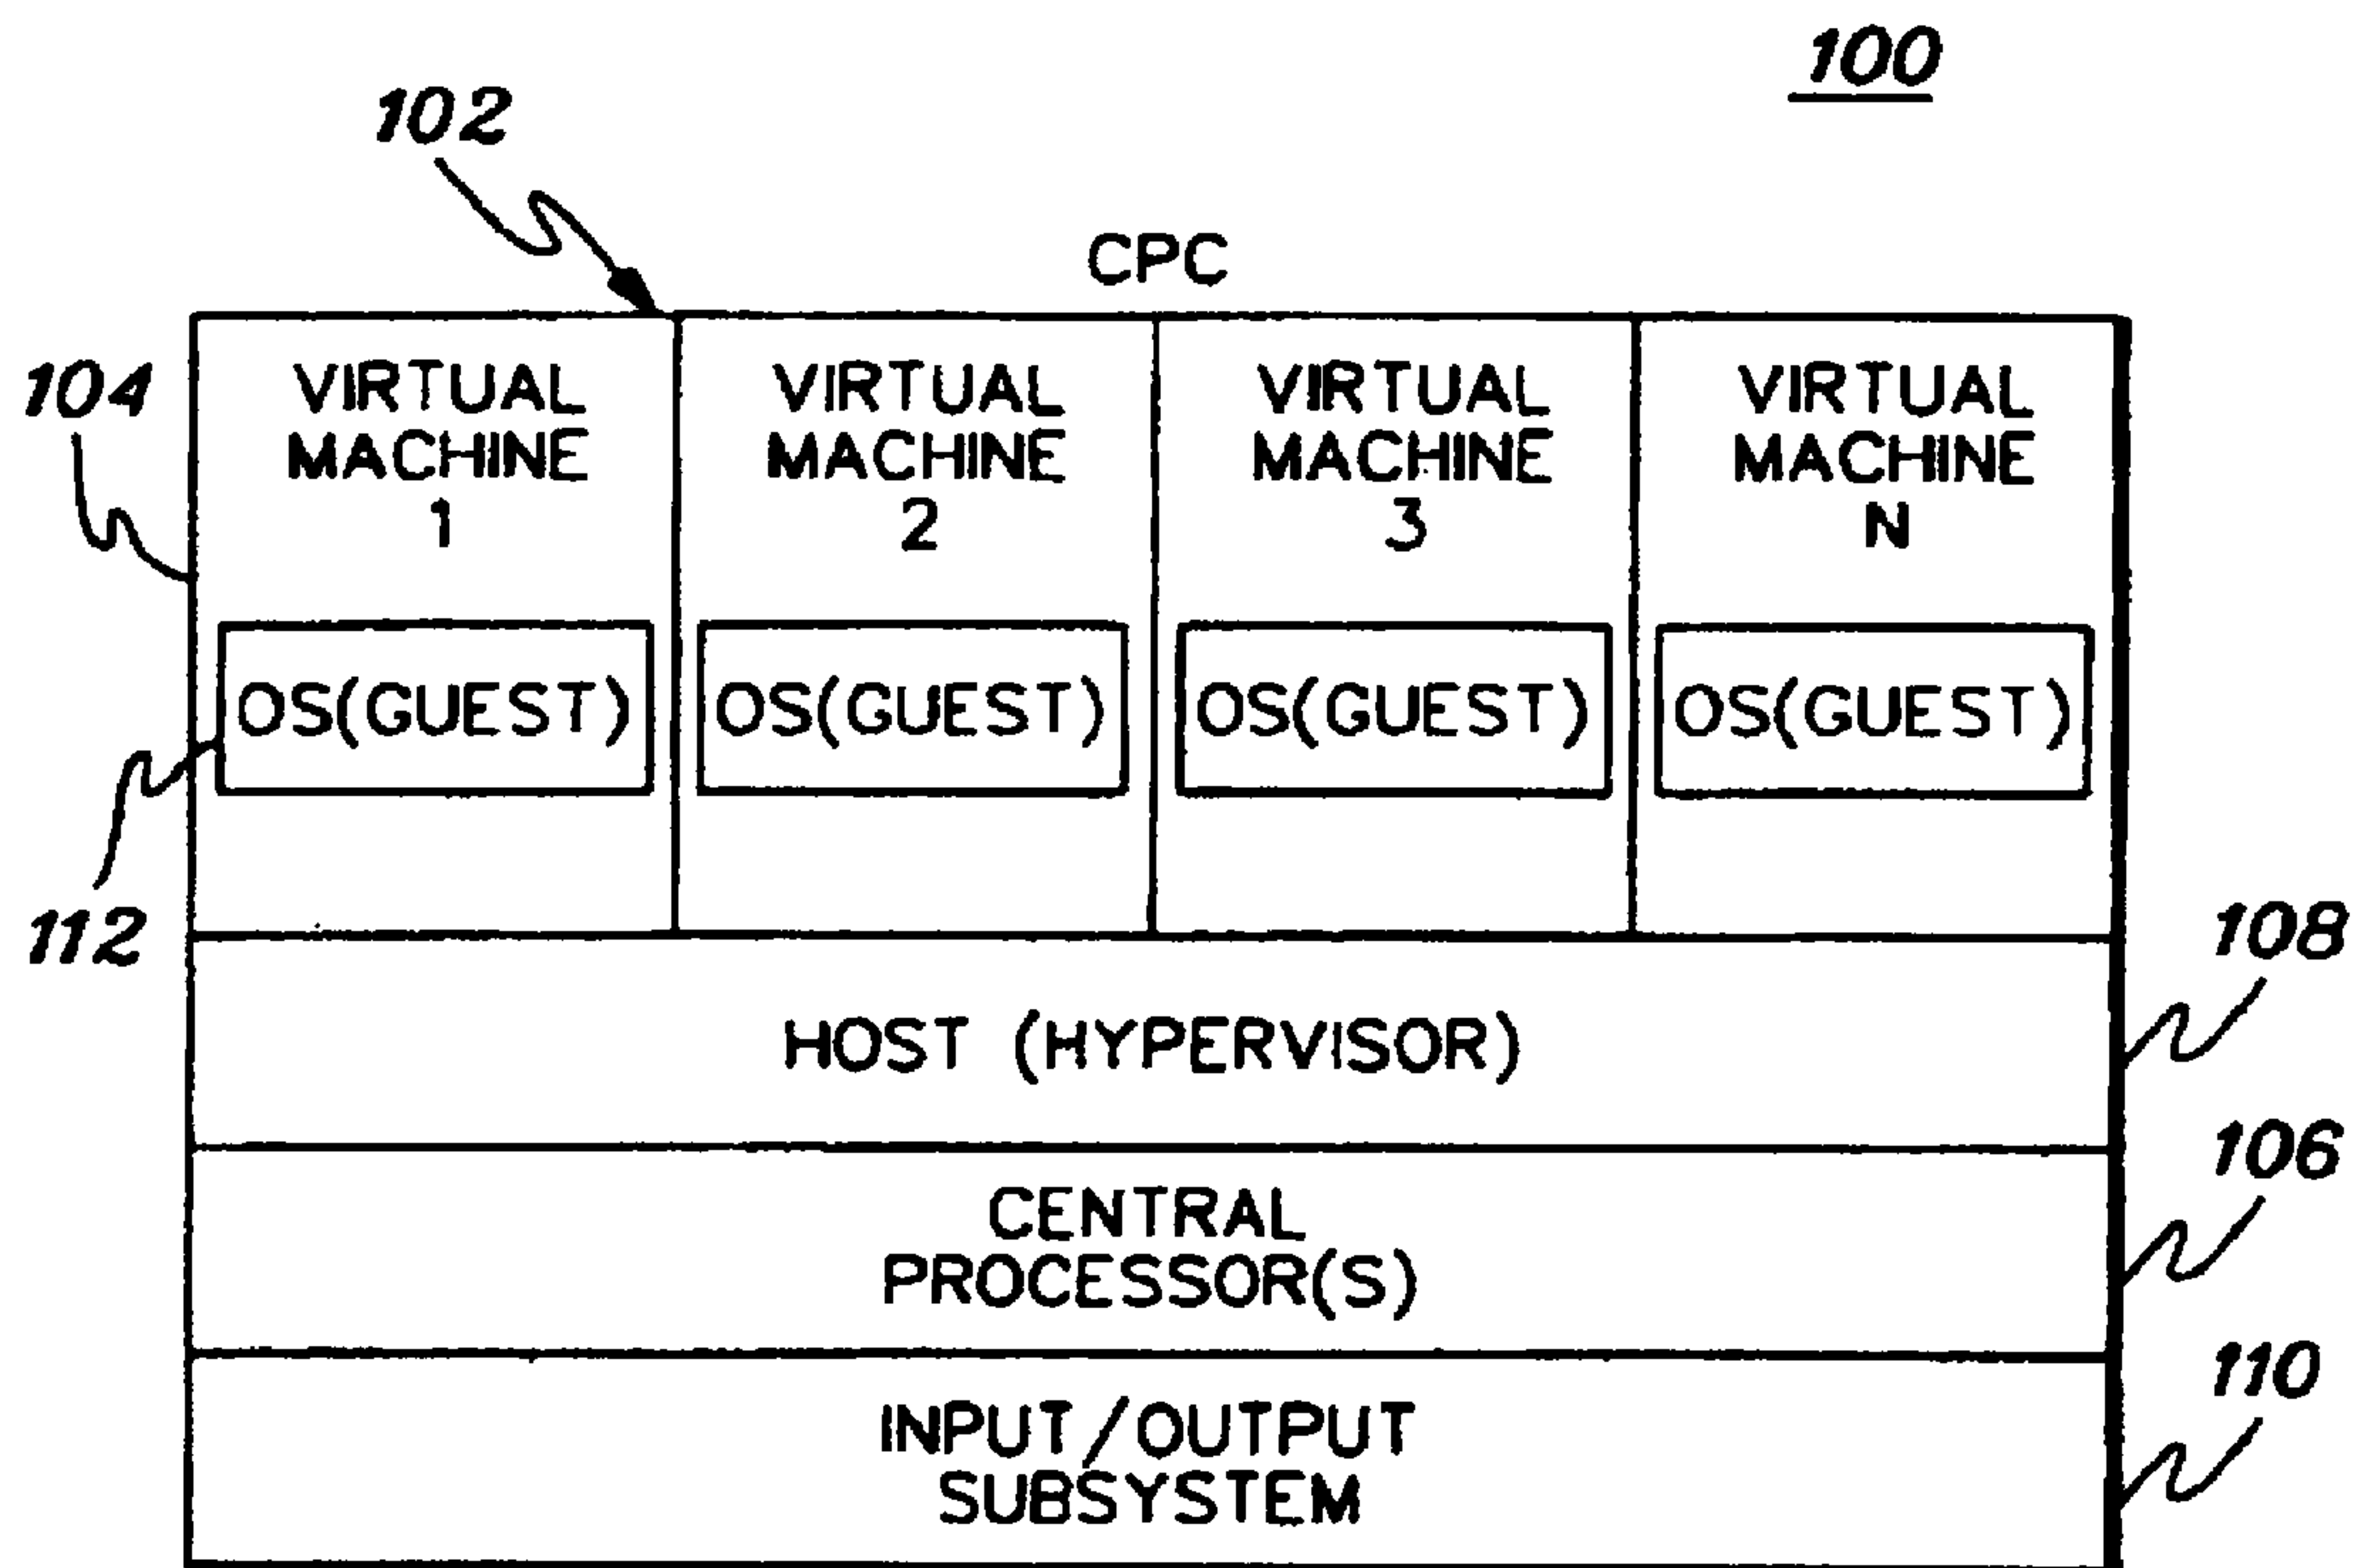 100
102
CPC
104
VIRTUAL
MACHINE
1
VIRTUAL
MACHINE
2
VIRTUAL
MACHINE
3
VIRTUAL
MACHINE
N
OS(GUEST)
OS(GUEST)
OS(GUEST)
OS(GUEST)
112
108
HOST (HYPERVISOR)
106
CENTRAL
PROCESSOR(S)
110
INPUT/OUTPUT
SUBSYSTEM